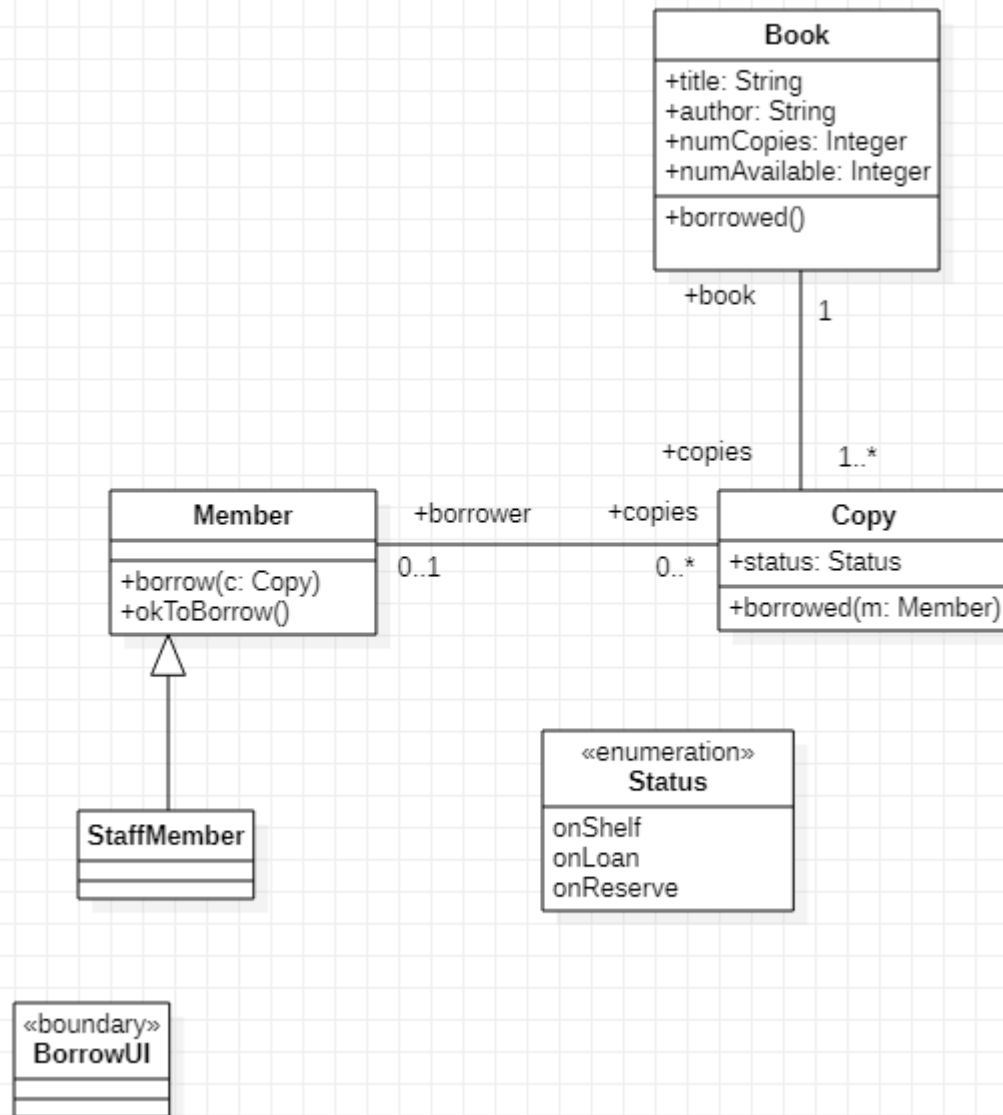 Book
+title: String
+author: String
+numCopies: Integer
+numAvailable: Integer
+borrowed()
+book
1
+copies
1..*
Member
+borrow(c: Copy)
+okToBorrow()
+borrower
0..1
+copies
0..*
Copy
+status: Status
+borrowed(m: Member)
StaffMember
«enumeration»
Status
onShelf
onLoan
onReserve
«boundary»
BorrowUI